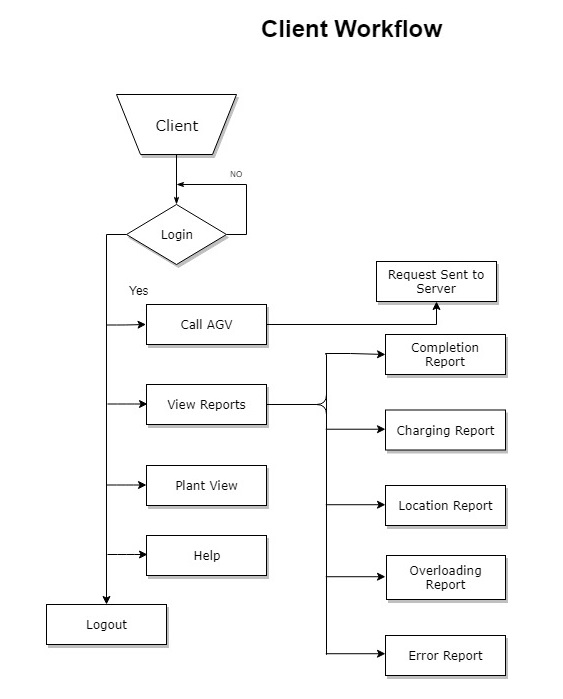 Client Workflow
Client
NO
Login
Request Sent to
Server
Yes
Call AGV
Completion
Report
View Reports
Charging Report
Plant View
Location Report
Help
Overloading
Report
Logout
Error Report